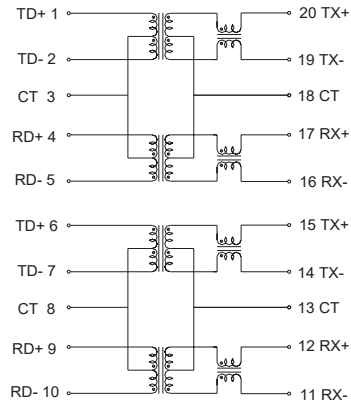 TD+ 1 20 TX+
TD- 2 19 TX-
CT 3 18 CT
RD+ 4 17 RX+
RD- 5 16 RX-
TD+ 6 15 TX+
TD- 7 14 TX-
CT 8 13 CT
RD+ 9 12 RX+
RD- 10 11 RX-